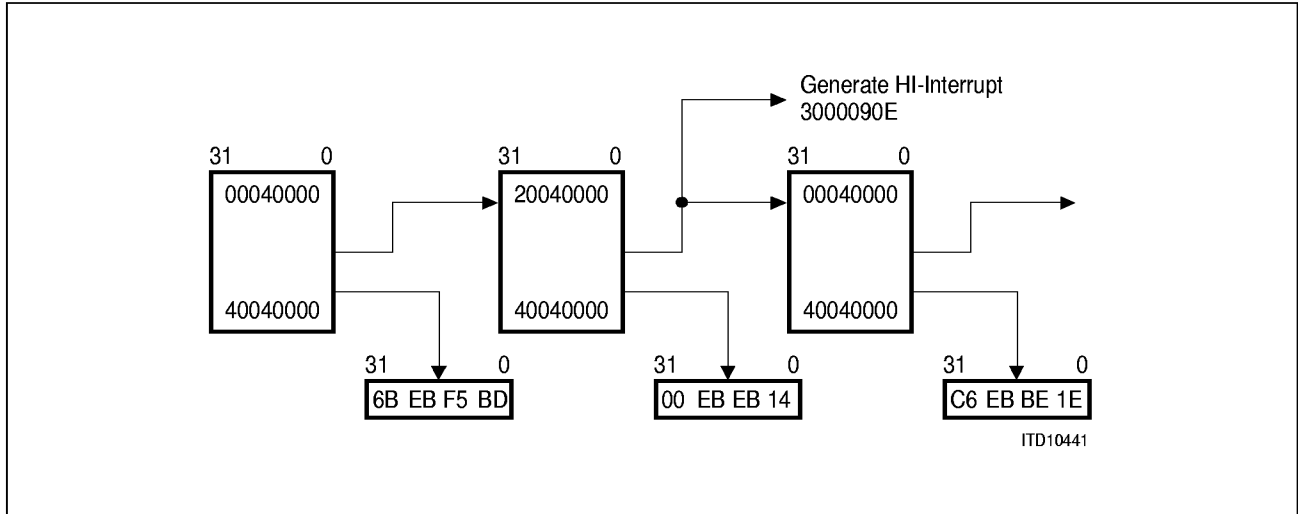 Generate HI-Interrupt
3000090E
31 0
31 0
31 0
00040000
20040000
00040000
40040000
40040000
40040000
31 0
31 0
31 0
6B EB F5 BD
00 EB EB 14
C6 EB BE 1E
ITD10441